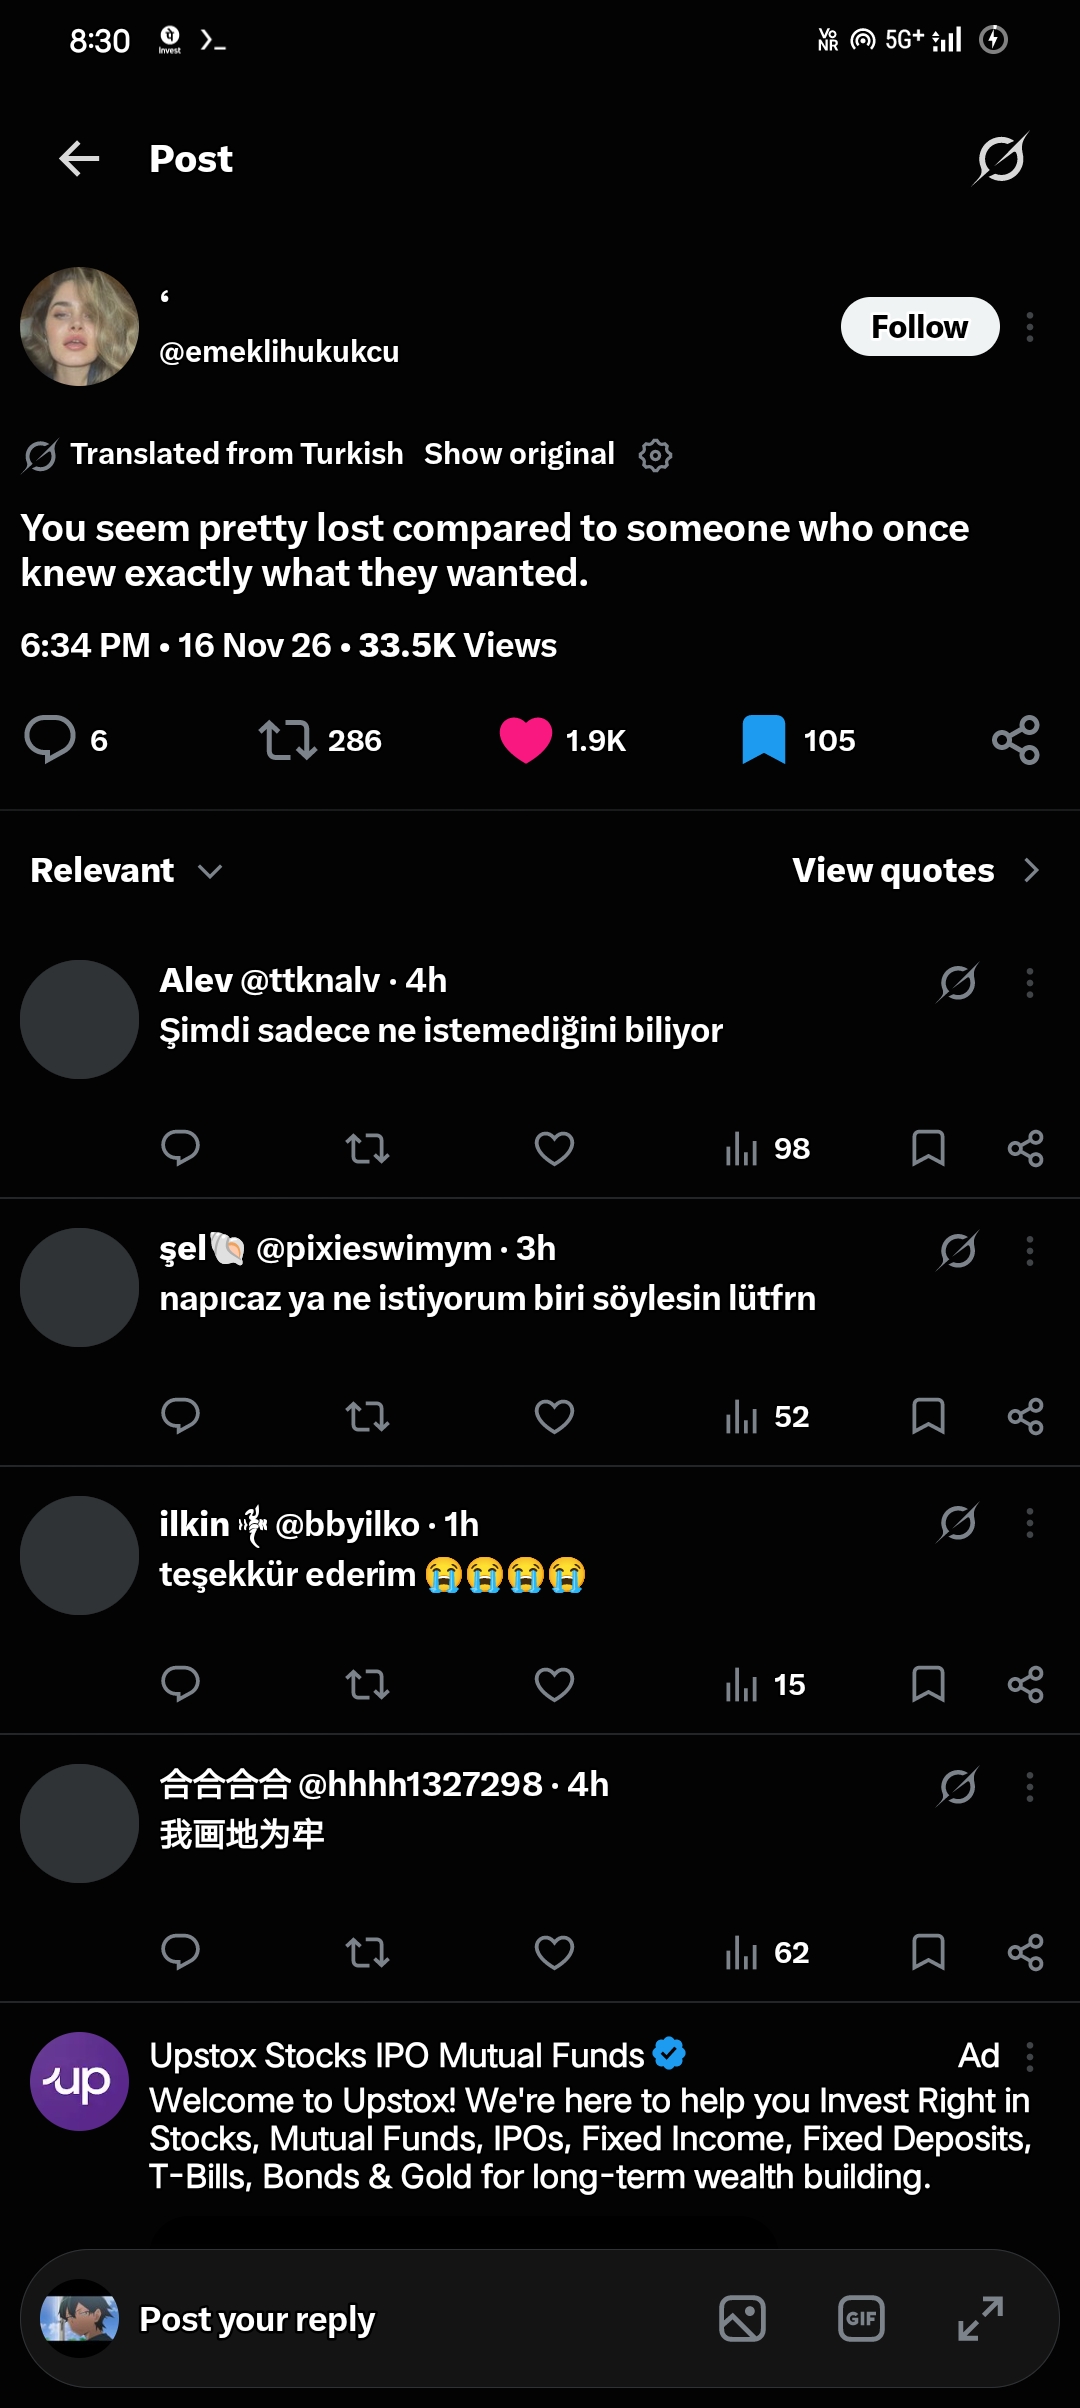 8:30
Invest
Vo
NR
5G+
Post
‘
@emeklihukukcu
Follow
Translated from Turkish Show original
You seem pretty lost compared to someone who once
knew exactly what they wanted.
6:34 PM • 16 Nov 26 • 33.5K Views
6 286 1.9K 105
Relevant View quotes
Alev @ttknalv · 4h
Şimdi sadece ne istemediğini biliyor
98
şel🐚 @pixieswimym · 3h
napıcaz ya ne istiyorum biri söylesin lütfrn
52
ilkin @bbyilko · 1h
teşekkür ederim 😭😭😭😭
15
合合合合 @hhhh1327298 · 4h
我画地为牢
62
up
Upstox Stocks IPO Mutual Funds Ad
Welcome to Upstox! We're here to help you Invest Right in
Stocks, Mutual Funds, IPOs, Fixed Income, Fixed Deposits,
T-Bills, Bonds & Gold for long-term wealth building.
Post your reply
GIF